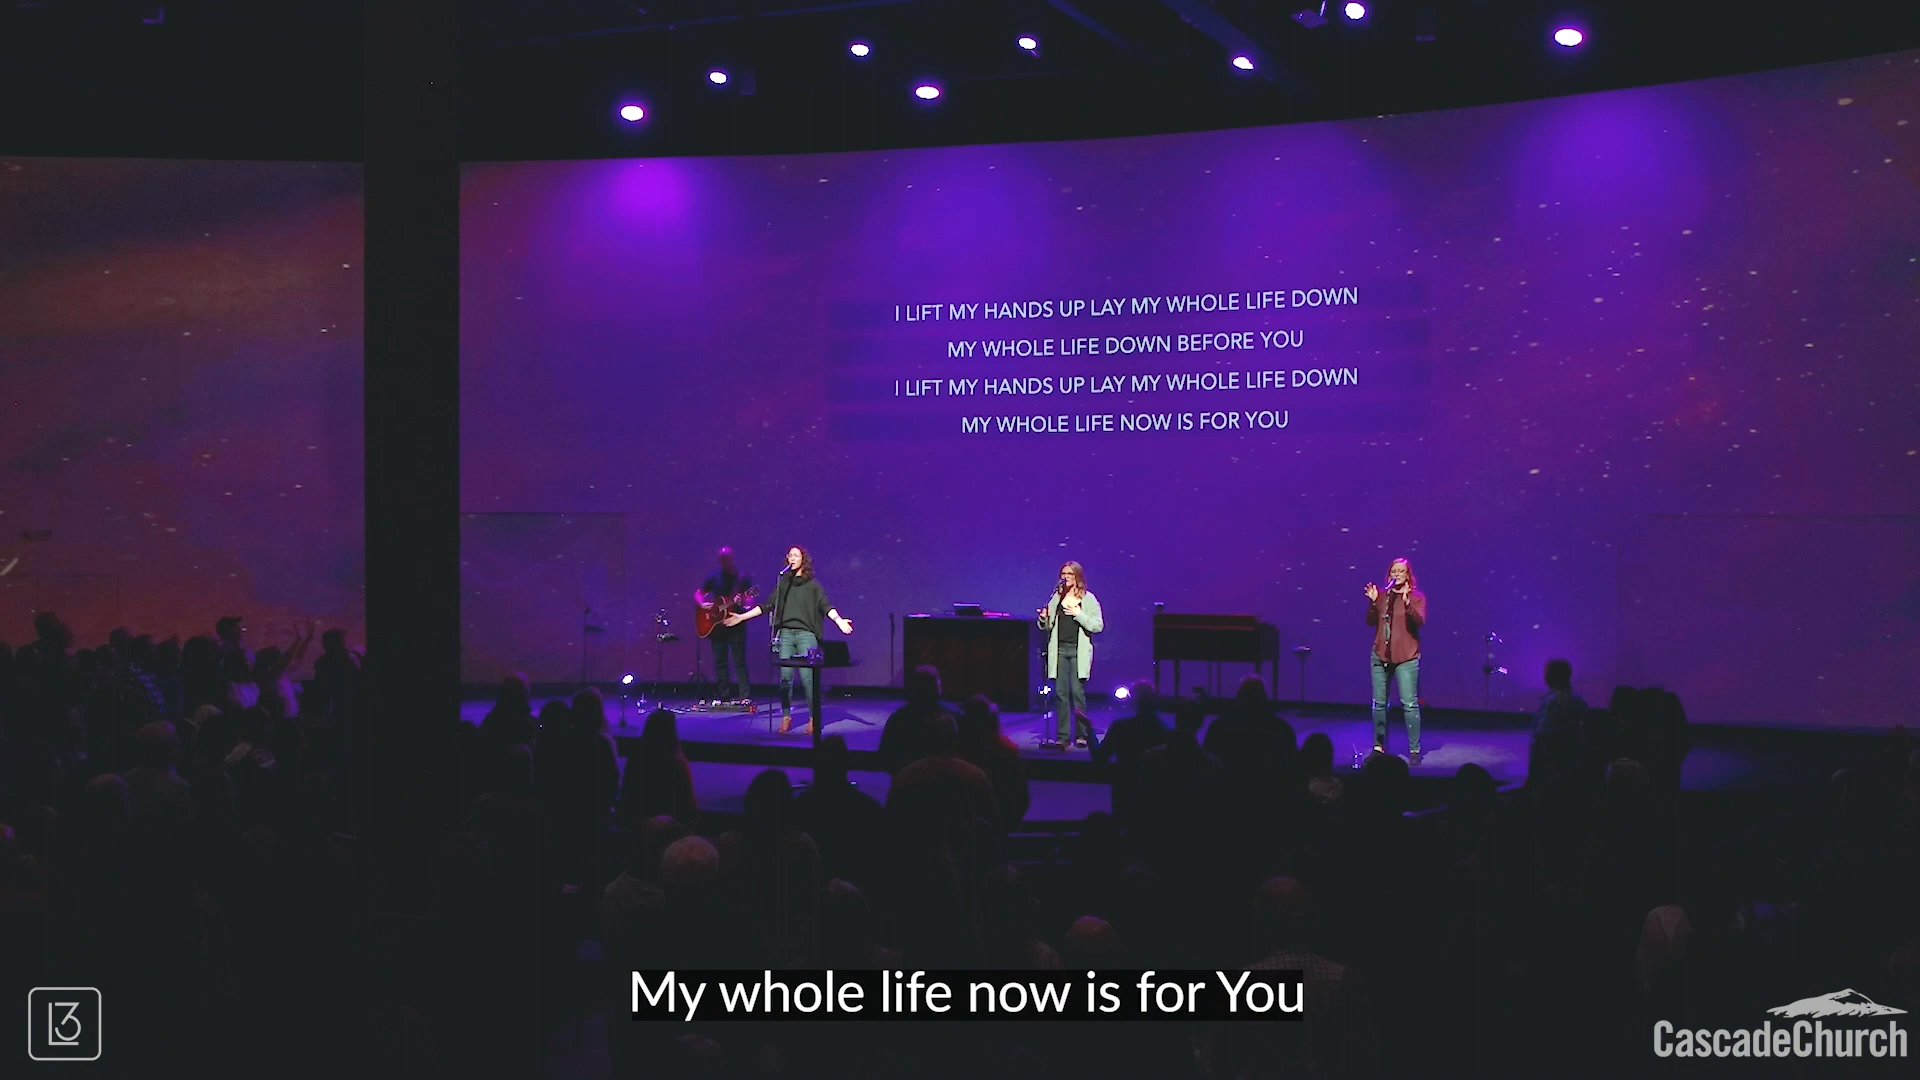 I LIFT MY HANDS UP LAY MY WHOLE LIFE DOWN
MY WHOLE LIFE DOWN BEFORE YOU
I LIFT MY HANDS UP LAY MY WHOLE LIFE DOWN
MY WHOLE LIFE NOW IS FOR YOU
My whole life now is for You
L3
CascadeChurch